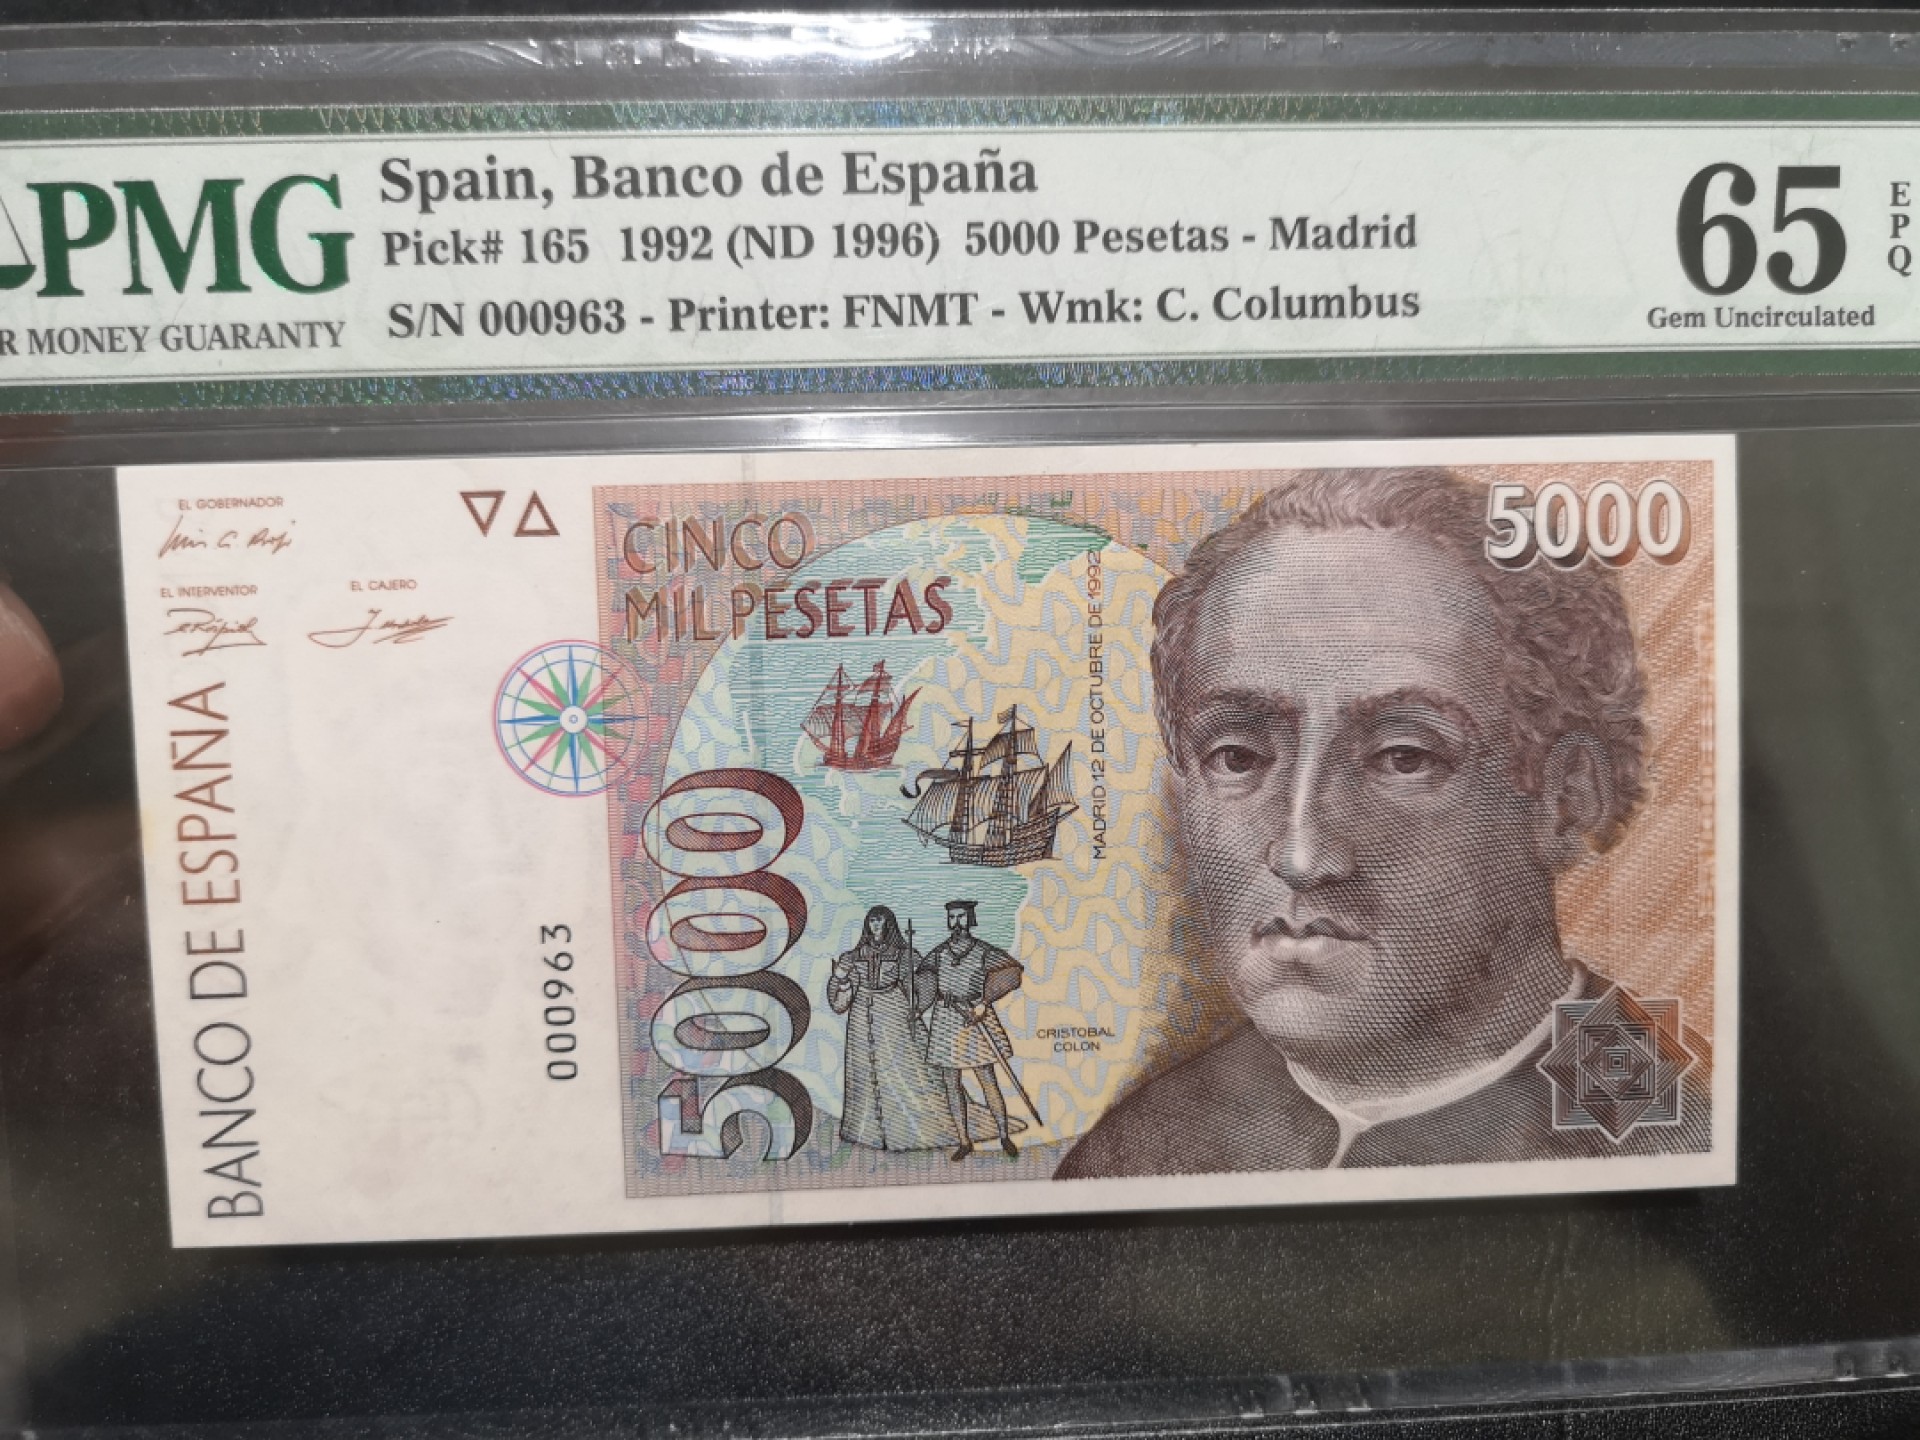 PMG
R MONEY GUARANTY
Spain, Banco de España
Pick# 165 1992 (ND 1996) 5000 Pesetas - Madrid
S/N 000963 - Printer: FNMT - Wmk: C. Columbus
65
EPQ
Gem Uncirculated
PMG
EL GOBERNADOR
EL INTERVENTOR
EL CAJERO
BANCO DE ESPAÑA
000963
CINCO
MIL PESETAS
5000
MADRID 12 DE OCTUBRE DE 1992
CRISTOBAL
COLON
5000